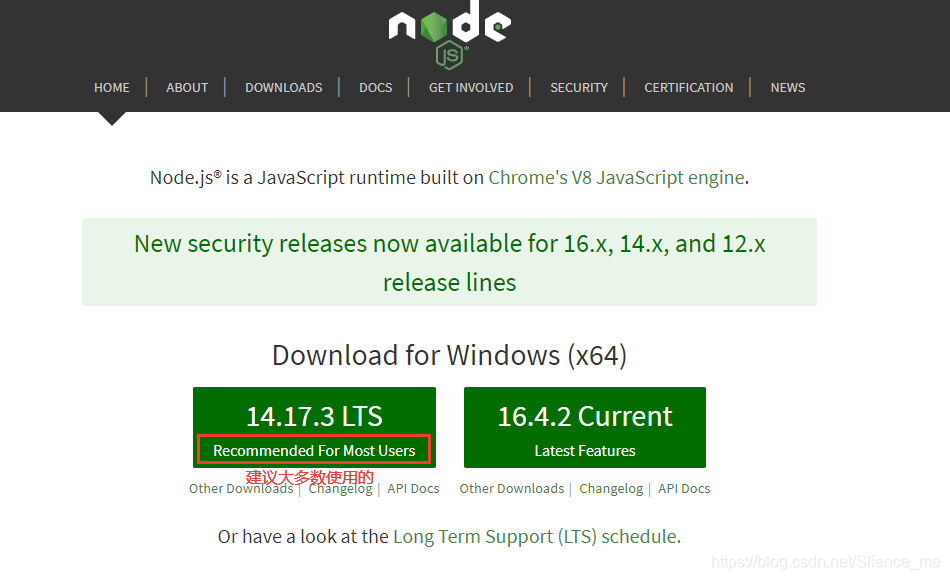 node
JS
HOME | ABOUT | DOWNLOADS | DOCS | GET INVOLVED | SECURITY | CERTIFICATION | NEWS
Node.js® is a JavaScript runtime built on Chrome's V8 JavaScript engine.
New security releases now available for 16.x, 14.x, and 12.x
release lines
Download for Windows (x64)
14.17.3 LTS
Recommended For Most Users
建议大多数使用的
Other Downloads | Changelog | API Docs
16.4.2 Current
Latest Features
Other Downloads | Changelog | API Docs
Or have a look at the Long Term Support (LTS) schedule.
https://blog.csdn.net/Slience_me